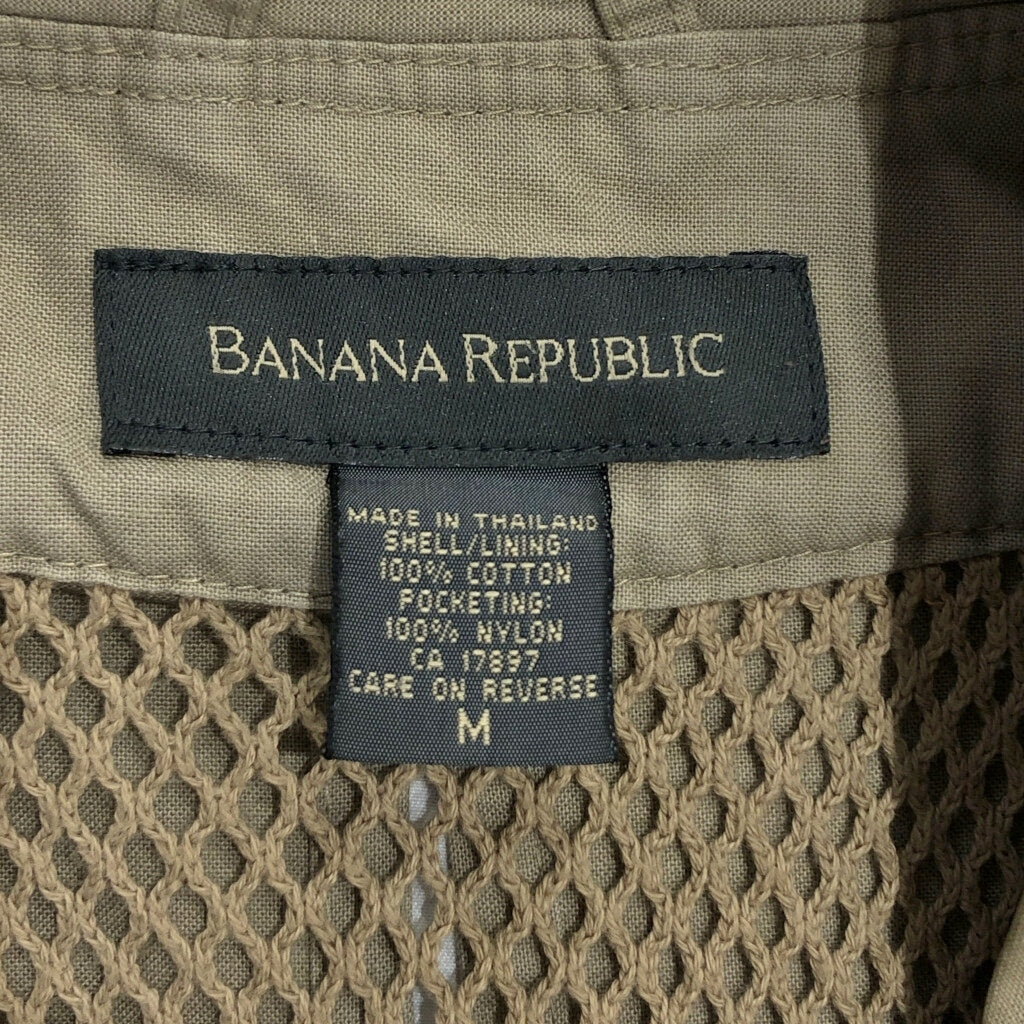 BANANA REPUBLIC
MADE IN THAILAND
SHELL/LINING:
100% COTTON
POCKETING:
100% NYLON
CA 17897
CARE ON REVERSE
M